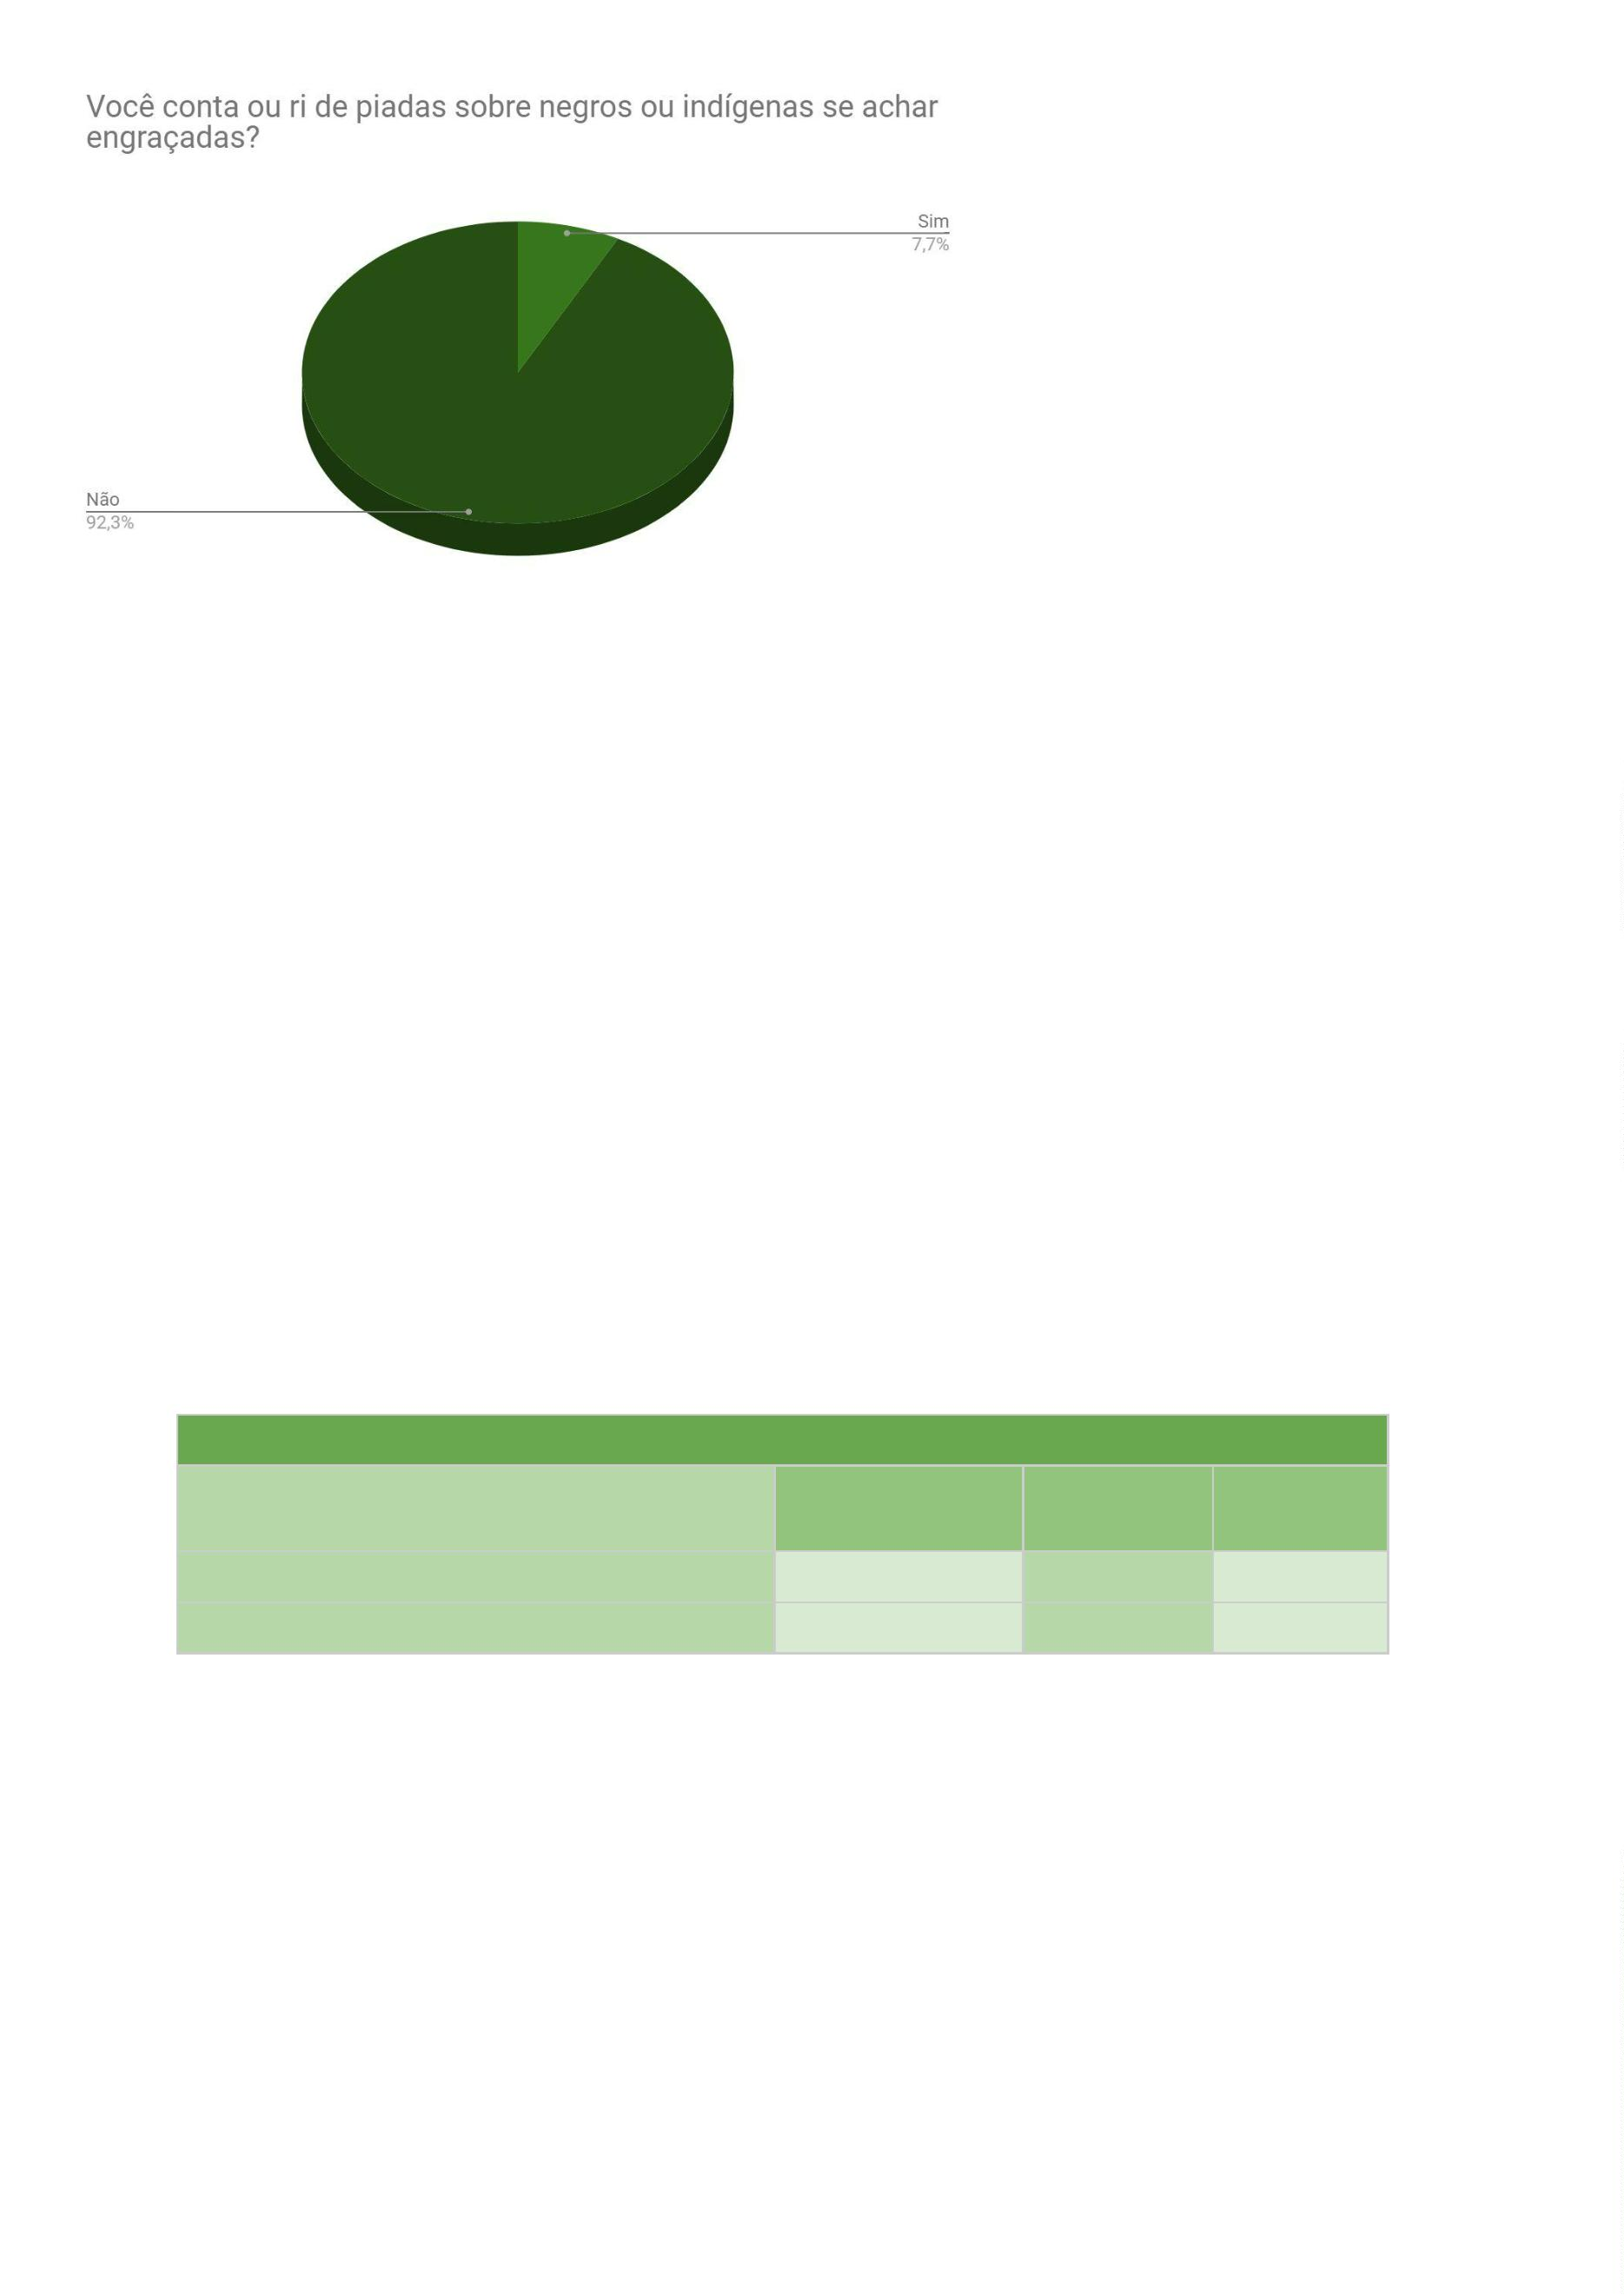 Você conta ou ri de piadas sobre negros ou indígenas se achar
engraçadas?
Sim
7,7%
Não
92,3%